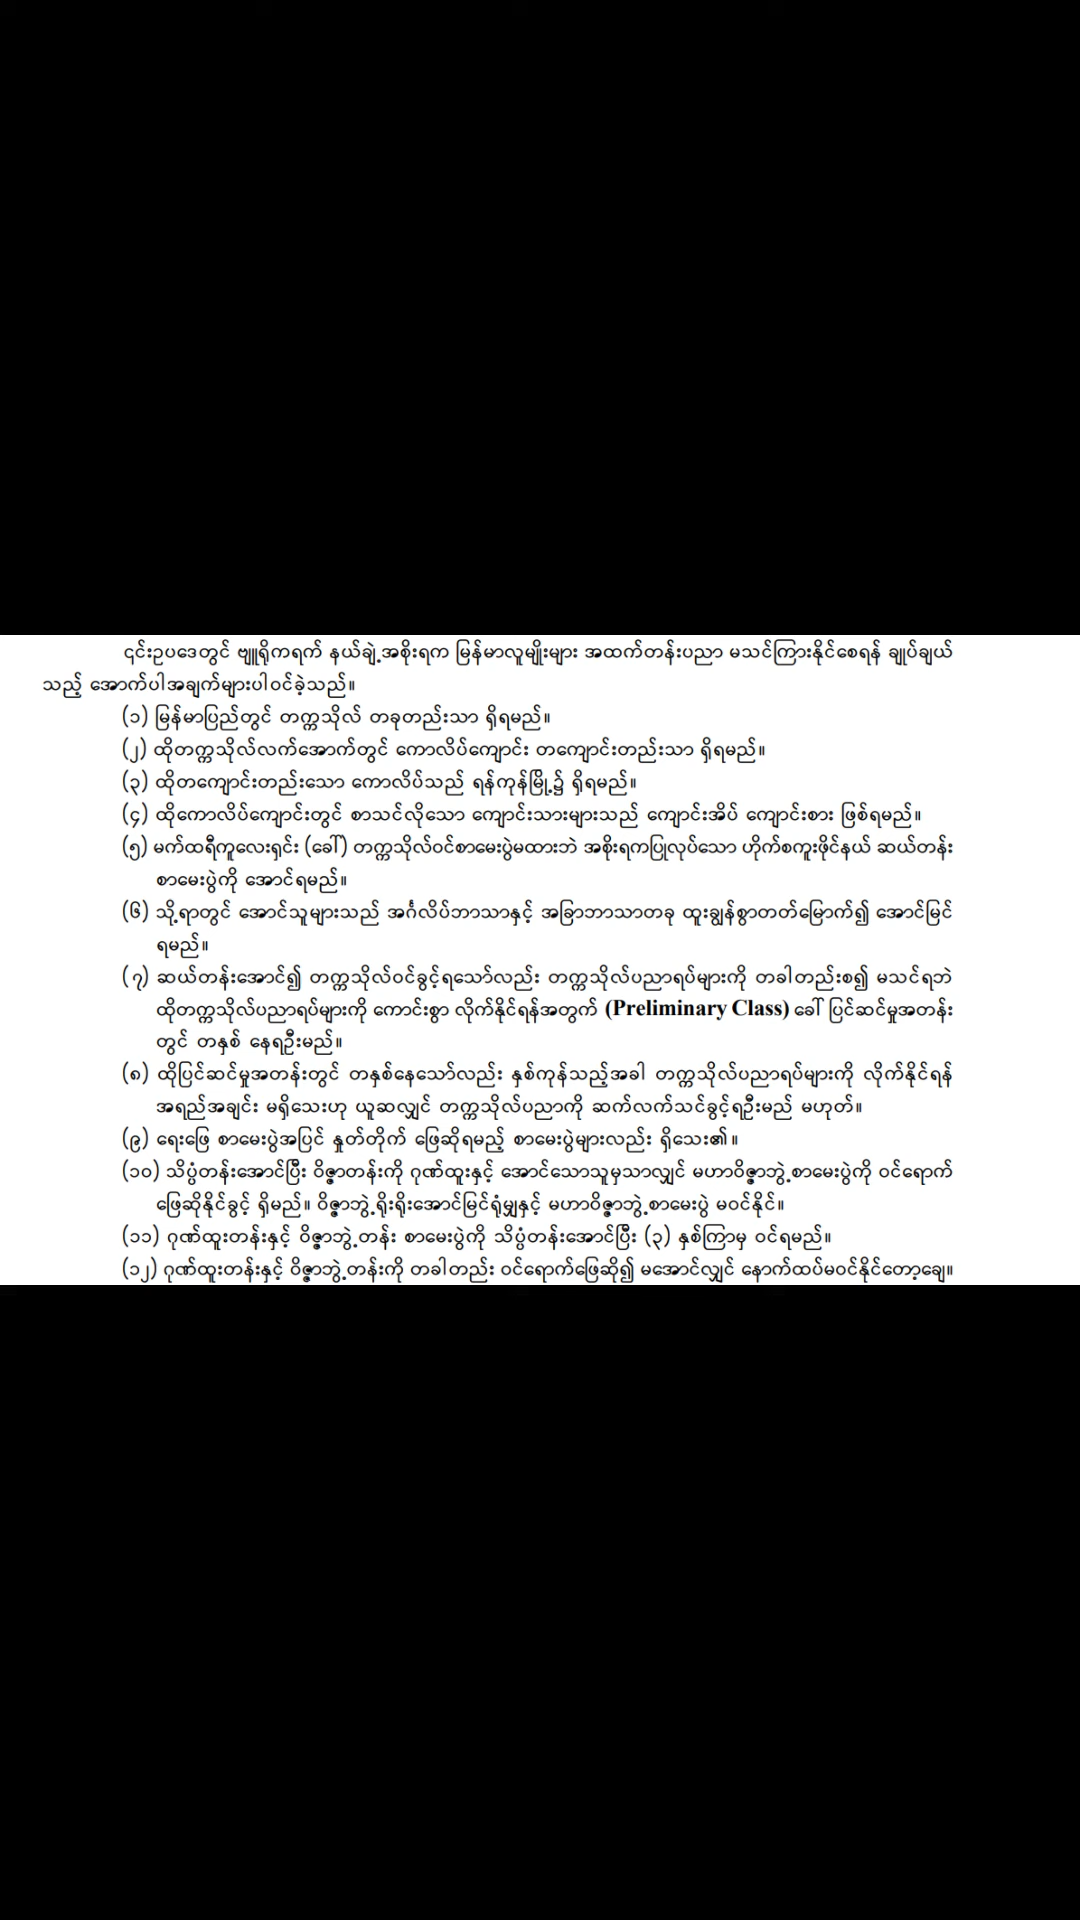 ၎င်းဥပဒေတွင် ဗျူရိုကရက် နယ်ချဲ့အစိုးရက မြန်မာလူမျိုးများ အထက်တန်းပညာ မသင်ကြားနိုင်စေရန် ချုပ်ချယ်
သည့် အောက်ပါအချက်များပါဝင်ခဲ့သည်။
(၁) မြန်မာပြည်တွင် တက္ကသိုလ် တခုတည်းသာ ရှိရမည်။
(၂) ထိုတက္ကသိုလ်လက်အောက်တွင် ကောလိပ်ကျောင်း တကျောင်းတည်းသာ ရှိရမည်။
(၃) ထိုတကျောင်းတည်းသော ကောလိပ်သည် ရန်ကုန်မြို့၌ ရှိရမည်။
(၄) ထိုကောလိပ်ကျောင်းတွင် စာသင်လိုသော ကျောင်းသားများသည် ကျောင်းအိပ် ကျောင်းစား ဖြစ်ရမည်။
(၅) မက်ထရီကူလေးရှင်း (ခေါ်) တက္ကသိုလ်ဝင်စာမေးပွဲမထားဘဲ အစိုးရကပြုလုပ်သော ဟိုက်စကူးဖိုင်နယ် ဆယ်တန်း
စာမေးပွဲကို အောင်ရမည်။
(၆) သို့ရာတွင် အောင်သူများသည် အင်္ဂလိပ်ဘာသာနှင့် အခြာဘာသာတခု ထူးချွန်စွာတတ်မြောက်၍ အောင်မြင်
ရမည်။
(၇) ဆယ်တန်းအောင်၍ တက္ကသိုလ်ဝင်ခွင့်ရသော်လည်း တက္ကသိုလ်ပညာရပ်များကို တခါတည်းစ၍ မသင်ရဘဲ
ထိုတက္ကသိုလ်ပညာရပ်များကို ကောင်းစွာ လိုက်နိုင်ရန်အတွက် (Preliminary Class) ခေါ် ပြင်ဆင်မှုအတန်း
တွင် တနှစ် နေရဦးမည်။
(၈) ထိုပြင်ဆင်မှုအတန်းတွင် တနှစ်နေသော်လည်း နှစ်ကုန်သည့်အခါ တက္ကသိုလ်ပညာရပ်များကို လိုက်နိုင်ရန်
အရည်အချင်း မရှိသေးဟု ယူဆလျှင် တက္ကသိုလ်ပညာကို ဆက်လက်သင်ခွင့်ရဦးမည် မဟုတ်။
(၉) ရေးဖြေ စာမေးပွဲအပြင် နှုတ်တိုက် ဖြေဆိုရမည့် စာမေးပွဲများလည်း ရှိသေး၏။
(၁၀) သိပ္ပံတန်းအောင်ပြီး ဝိဇ္ဇာတန်းကို ဂုဏ်ထူးနှင့် အောင်သောသူမှသာလျှင် မဟာဝိဇ္ဇာဘွဲ့စာမေးပွဲကို ဝင်ရောက်
ဖြေဆိုနိုင်ခွင့် ရှိမည်။ ဝိဇ္ဇာဘွဲ့ရိုးရိုးအောင်မြင်ရုံမျှနှင့် မဟာဝိဇ္ဇာဘွဲ့စာမေးပွဲ မဝင်နိုင်။
(၁၁) ဂုဏ်ထူးတန်းနှင့် ဝိဇ္ဇာဘွဲ့တန်း စာမေးပွဲကို သိပ္ပံတန်းအောင်ပြီး (၃) နှစ်ကြာမှ ဝင်ရမည်။
(၁၂) ဂုဏ်ထူးတန်းနှင့် ဝိဇ္ဇာဘွဲ့တန်းကို တခါတည်း ဝင်ရောက်ဖြေဆို၍ မအောင်လျှင် နောက်ထပ်မဝင်နိုင်တော့ချေ။